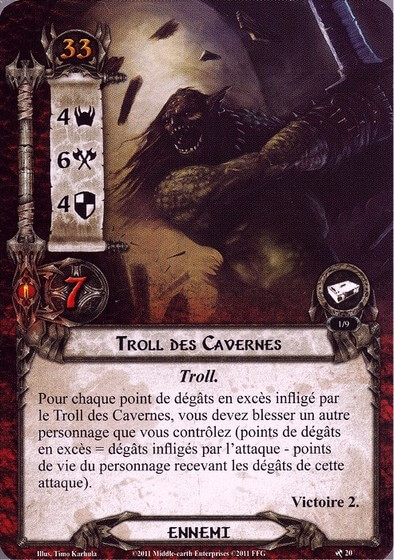 33
4
6
4
7
1/9
Troll des Cavernes
Troll.
Pour chaque point de dégâts en excès infligé par
le Troll des Cavernes, vous devez blesser un autre
personnage que vous contrôlez (points de dégâts
en excès = dégâts infligés par l'attaque - points
de vie du personnage recevant les dégâts de cette
attaque).
Victoire 2.
ENNEMI
Illus. Timo Karhula ©2011 Middle-earth Enterprises ©2011 FFG 20